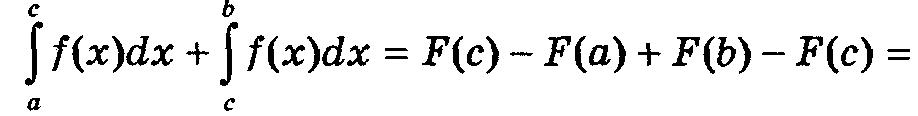 ∫_a^c f(x)dx + ∫_c^b f(x)dx = F(c) – F(a) + F(b) – F(c) =